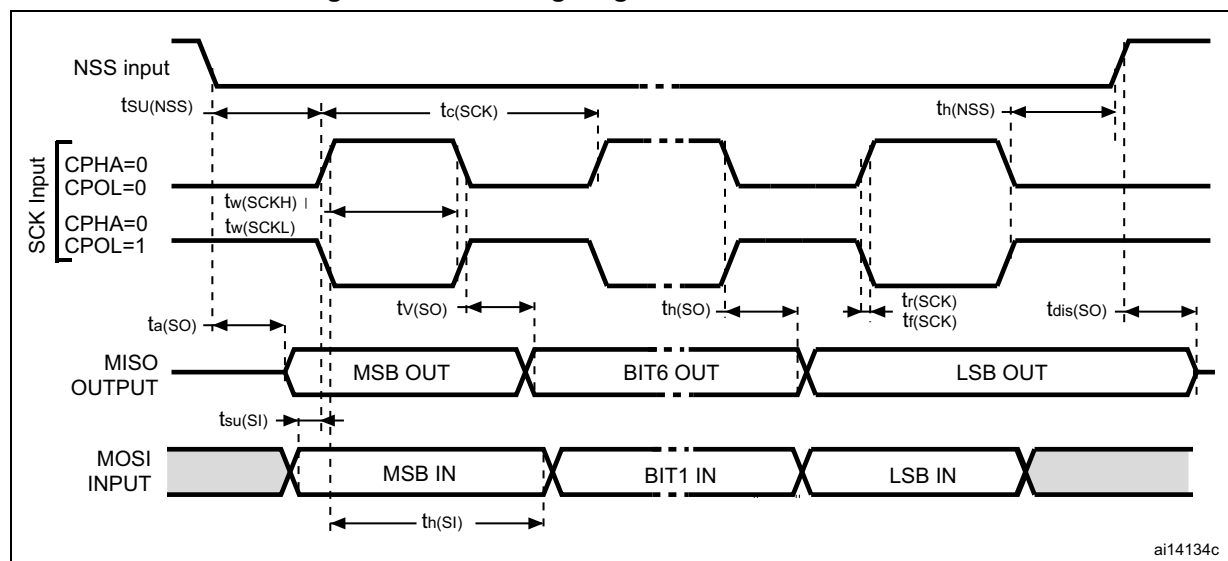 NSS input
tSU(NSS)
tc(SCK)
th(NSS)
SCK Input
CPHA=0
CPOL=0
tw(SCKH)
CPHA=0
CPOL=1
tw(SCKL)
tV(SO)
th(SO)
tr(SCK)
tf(SCK)
tdis(SO)
ta(SO)
MISO
OUTPUT
MSB OUT
BIT6 OUT
LSB OUT
tsu(SI)
MOSI
INPUT
MSB IN
BIT1 IN
LSB IN
th(SI)
ai14134c